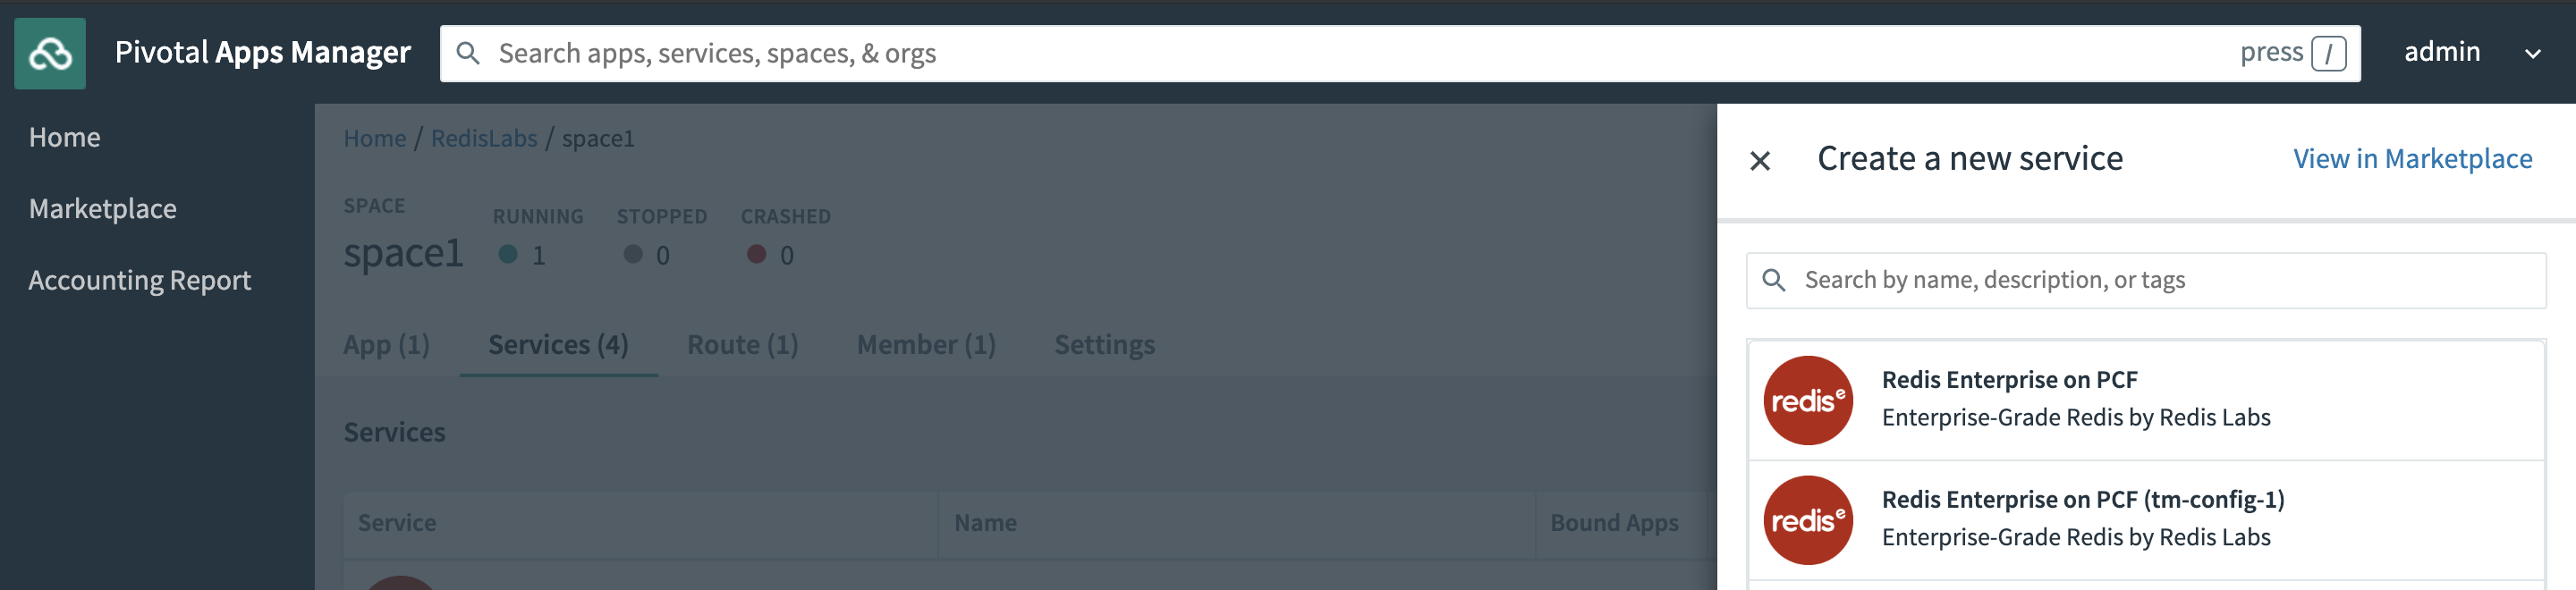 Pivotal Apps Manager
Search apps, services, spaces, & orgs
press /
admin
Home
Marketplace
Accounting Report
Home / RedisLabs / space1
SPACE
space1
RUNNING
1
STOPPED
0
CRASHED
0
App (1)
Services (4)
Route (1)
Member (1)
Settings
Services
Service
Name
Bound Apps
Create a new service
View in Marketplace
Search by name, description, or tags
redis e
Redis Enterprise on PCF
Enterprise-Grade Redis by Redis Labs
redis e
Redis Enterprise on PCF (tm-config-1)
Enterprise-Grade Redis by Redis Labs